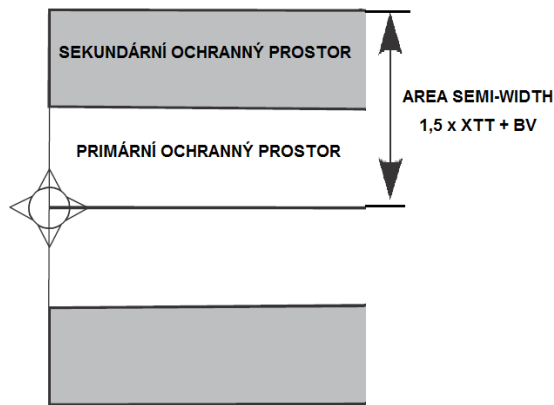 SEKUNDÁRNÍ OCHRANNÝ PROSTOR
AREA SEMI-WIDTH
1,5 x XTT + BV
PRIMÁRNÍ OCHRANNÝ PROSTOR